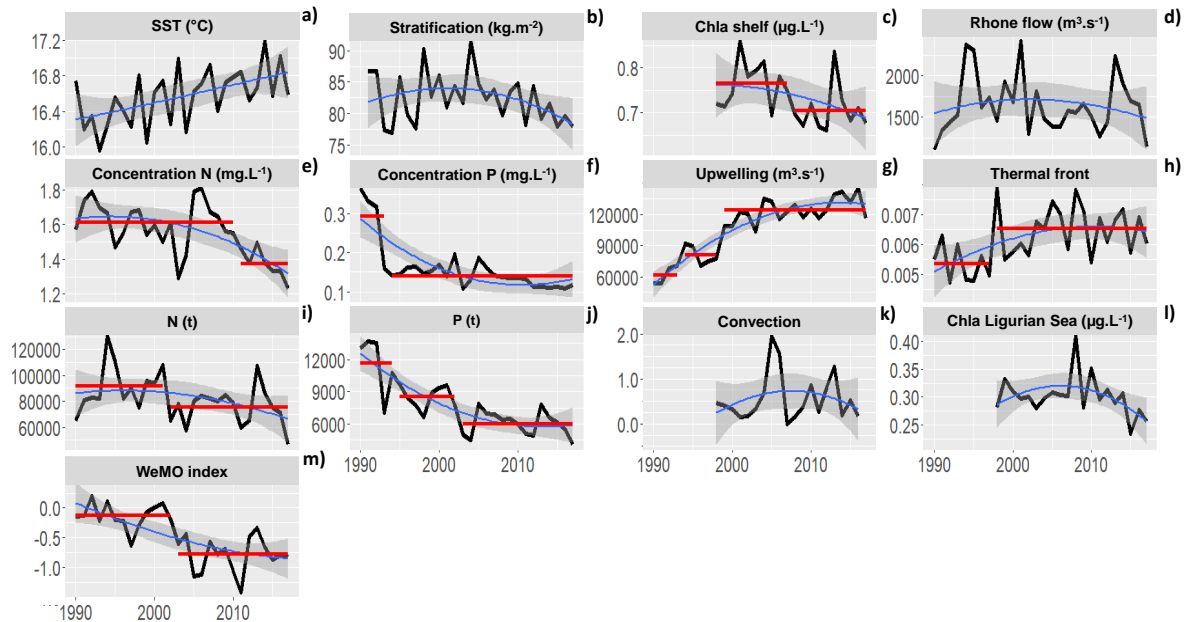 SST (°C) a)
17.2
16.8
16.4
16.0
Stratification (kg.m⁻²) b)
90
85
80
75
Chla shelf (µg.L⁻¹) c)
0.8
0.7
Rhone flow (m³.s⁻¹) d)
2000
1500
Concentration N (mg.L⁻¹) e)
1.8
1.6
1.4
1.2
Concentration P (mg.L⁻¹) f)
0.3
0.2
0.1
Upwelling (m³.s⁻¹) g)
120000
90000
60000
Thermal front h)
0.007
0.006
0.005
N (t) i)
120000
100000
80000
60000
P (t) j)
12000
9000
6000
1990 2000 2010
Convection k)
2.0
1.0
0.0
1990 2000 2010
Chla Ligurian Sea (µg.L⁻¹) l)
0.40
0.35
0.30
0.25
1990 2000 2010
WeMO index m)
0.0
-0.5
-1.0
1990 2000 2010